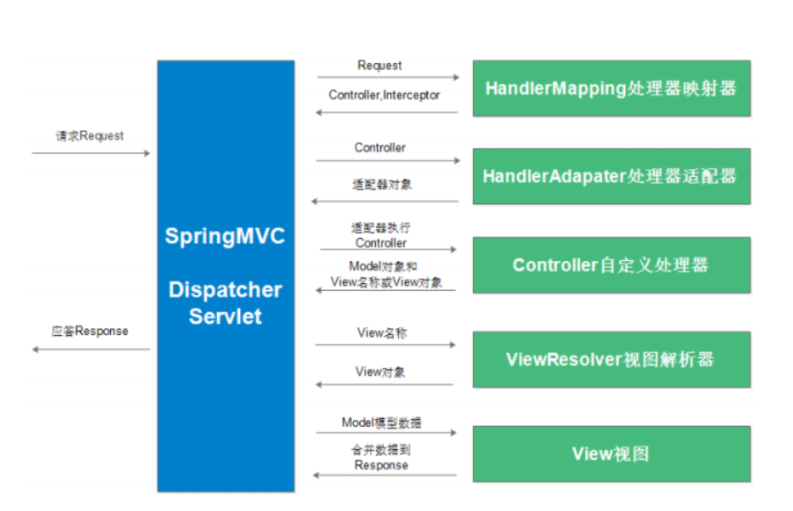 Request
HandlerMapping处理器映射器
Controller,Interceptor
请求Request
Controller
HandlerAdapater处理器适配器
适配器对象
适配器执行
Controller
SpringMVC
Dispatcher
Servlet
Controller自定义处理器
Model对象和
View名称或View对象
应答Response
View名称
ViewResolver视图解析器
View对象
Model模型数据
合并数据到
Response
View视图